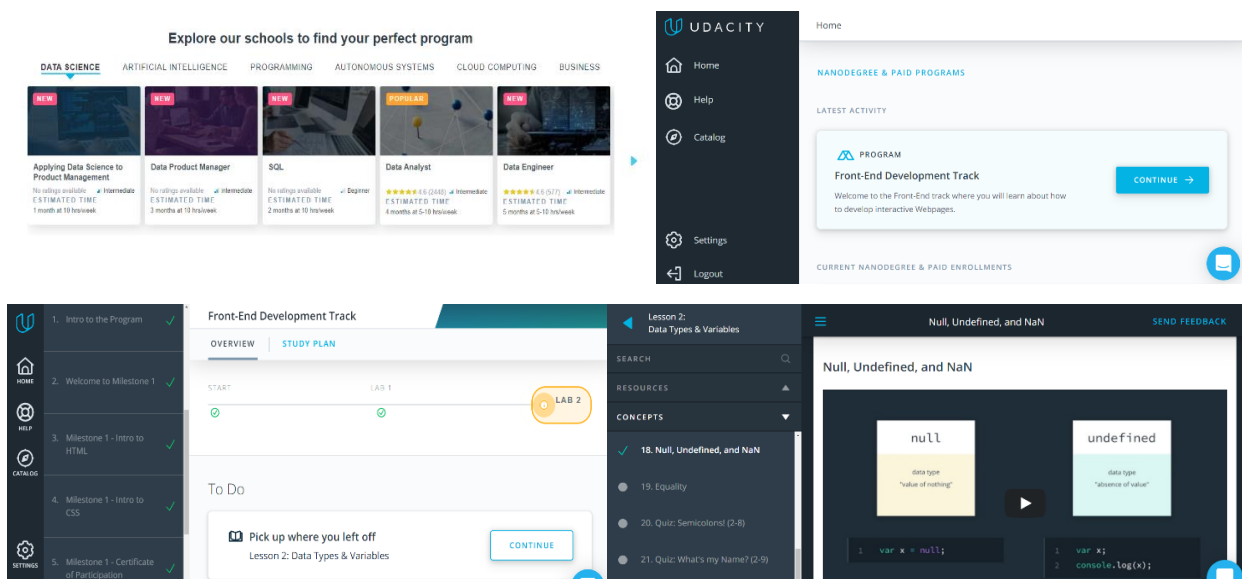 Explore our schools to find your perfect program
DATA SCIENCE ARTIFICIAL INTELLIGENCE PROGRAMMING AUTONOMOUS SYSTEMS CLOUD COMPUTING BUSINESS
NEW NEW NEW POPULAR NEW
Applying Data Science to
Product Management
No ratings available Intermediate
ESTIMATED TIME
1 month at 10 hrs/week
Data Product Manager
No ratings available Intermediate
ESTIMATED TIME
3 months at 10 hrs/week
SQL
No ratings available Beginner
ESTIMATED TIME
2 months at 10 hrs/week
Data Analyst
4.6 (2443) Intermediate
ESTIMATED TIME
4 months at 5-10 hrs/week
Data Engineer
4.6 (577) Intermediate
ESTIMATED TIME
5 months at 5-10 hrs/week
UDACITY
Home
Help
Catalog
Settings
Logout
Home
NANODEGREE & PAID PROGRAMS
LATEST ACTIVITY
PROGRAM
Front-End Development Track
Welcome to the Front-End track where you will learn about how
to develop interactive Webpages.
CONTINUE →
CURRENT NANODEGREE & PAID ENROLLMENTS
HOME
HELP
CATALOG
SETTINGS
1. Intro to the Program
2. Welcome to Milestone 1
3. Milestone 1 - Intro to
HTML
4. Milestone 1 - Intro to
CSS
5. Milestone 1 - Certificate
of Participation
Front-End Development Track
OVERVIEW STUDY PLAN
START LAB 1 LAB 2
To Do
Pick up where you left off
Lesson 2: Data Types & Variables
CONTINUE
Lesson 2:
Data Types & Variables
SEARCH
RESOURCES
CONCEPTS
18. Null, Undefined, and NaN
19. Equality
20. Quiz: Semicolons! (2-8)
21. Quiz: What's my Name? (2-9)
Null, Undefined, and NaN SEND FEEDBACK
Null, Undefined, and NaN
null
data type
"value of nothing"
undefined
data type
"absence of value"
1 var x = null;
1 var x;
2 console.log(x);